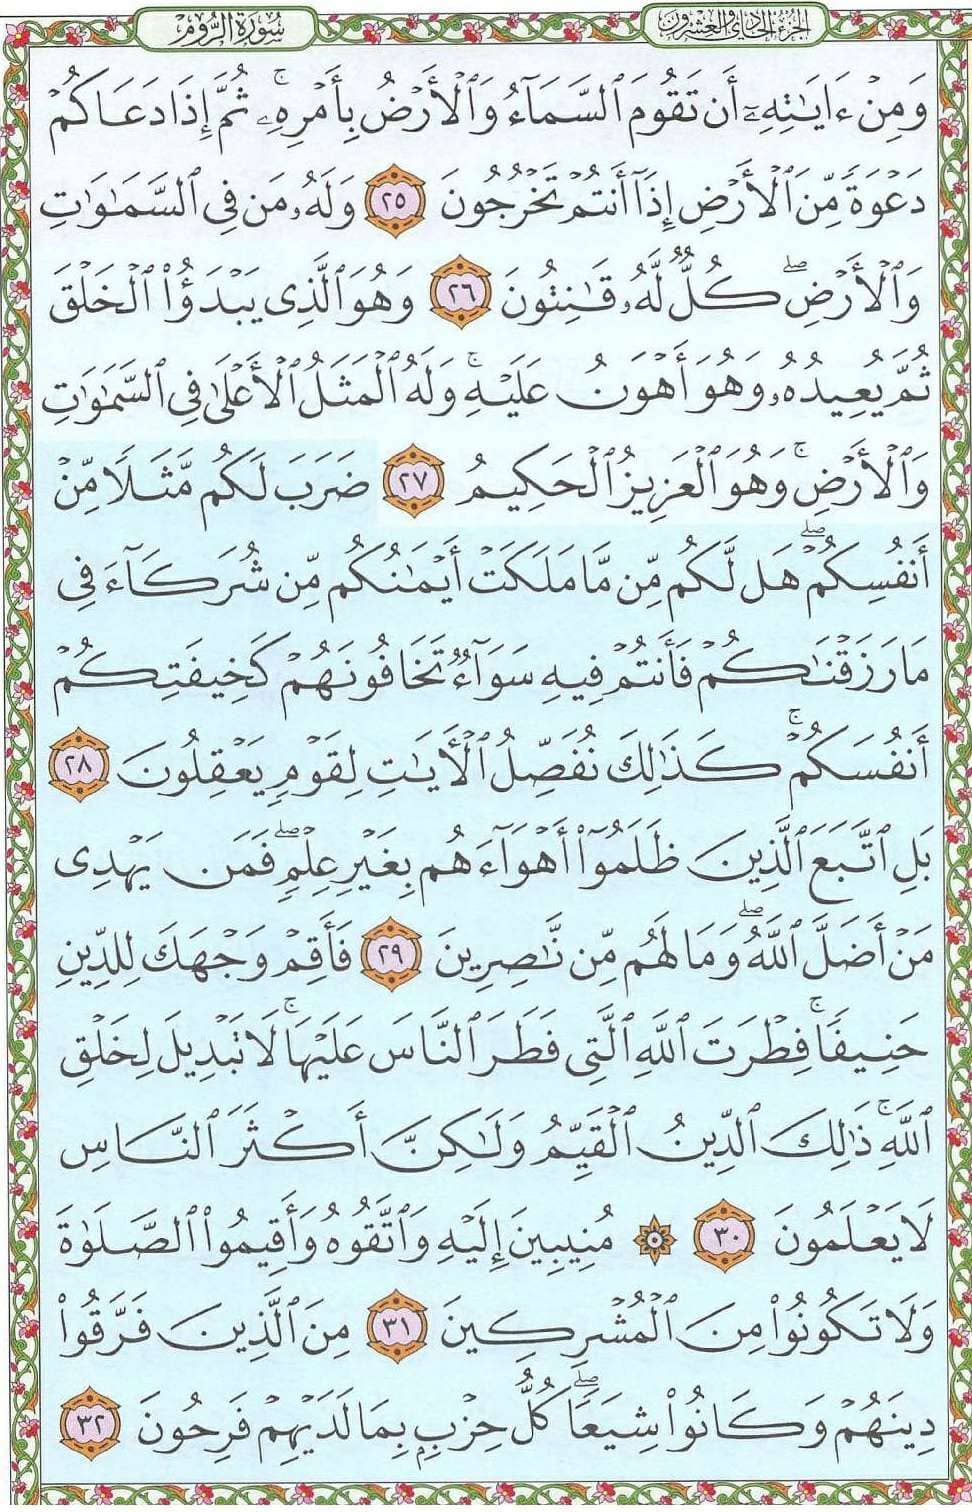 الجزء الحادي والعشرون
سورة الروم
وَمِنْ ءَايَٰتِهِۦٓ أَن تَقُومَ ٱلسَّمَآءُ وَٱلْأَرْضُ بِأَمْرِهِۦ ۚ ثُمَّ إِذَا دَعَاكُمْ
دَعْوَةً مِّنَ ٱلْأَرْضِ إِذَآ أَنتُمْ تَخْرُجُونَ ٢٥ وَلَهُۥ مَن فِى ٱلسَّمَٰوَٰتِ
وَٱلْأَرْضِ ۖ كُلٌّ لَّهُۥ قَٰنِتُونَ ٢٦ وَهُوَ ٱلَّذِى يَبْدَؤُا۟ ٱلْخَلْقَ
ثُمَّ يُعِيدُهُۥ وَهُوَ أَهْوَنُ عَلَيْهِ ۚ وَلَهُ ٱلْمَثَلُ ٱلْأَعْلَىٰ فِى ٱلسَّمَٰوَٰتِ
وَٱلْأَرْضِ ۚ وَهُوَ ٱلْعَزِيزُ ٱلْحَكِيمُ ٢٧ ضَرَبَ لَكُم مَّثَلًا مِّنْ
أَنفُسِكُمْ ۖ هَل لَّكُم مِّن مَّا مَلَكَتْ أَيْمَٰنُكُم مِّن شُرَكَآءَ فِى
مَا رَزَقْنَٰكُمْ فَأَنتُمْ فِيهِ سَوَآءٌ تَخَافُونَهُمْ كَخِيفَتِكُمْ
أَنفُسَكُمْ ۚ كَذَٰلِكَ نُفَصِّلُ ٱلْءَايَٰتِ لِقَوْمٍ يَعْقِلُونَ ٢٨
بَلِ ٱتَّبَعَ ٱلَّذِينَ ظَلَمُوٓا۟ أَهْوَآءَهُم بِغَيْرِ عِلْمٍ ۖ فَمَن يَهْدِى
مَنْ أَضَلَّ ٱللَّهُ ۖ وَمَا لَهُم مِّن نَّٰصِرِينَ ٢٩ فَأَقِمْ وَجْهَكَ لِلدِّينِ
حَنِيفًا ۚ فِطْرَتَ ٱللَّهِ ٱلَّتِى فَطَرَ ٱلنَّاسَ عَلَيْهَا ۚ لَا تَبْدِيلَ لِخَلْقِ
ٱللَّهِ ۚ ذَٰلِكَ ٱلدِّينُ ٱلْقَيِّمُ وَلَٰكِنَّ أَكْثَرَ ٱلنَّاسِ
لَا يَعْلَمُونَ ٣٠ ۞ مُنِيبِينَ إِلَيْهِ وَٱتَّقُوهُ وَأَقِيمُوا۟ ٱلصَّلَوٰةَ
وَلَا تَكُونُوا۟ مِنَ ٱلْمُشْرِكِينَ ٣١ مِنَ ٱلَّذِينَ فَرَّقُوا۟
دِينَهُمْ وَكَانُوا۟ شِيَعًا ۖ كُلُّ حِزْبٍۭ بِمَا لَدَيْهِمْ فَرِحُونَ ٣٢